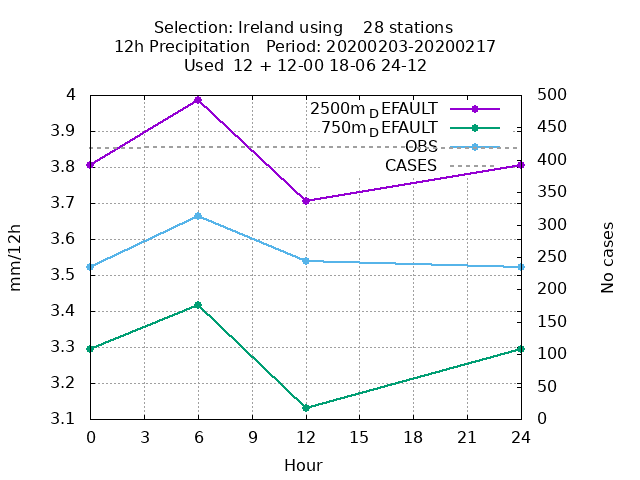 Selection: Ireland using    28 stations
12h Precipitation   Period: 20200203-20200217
Used  12 + 12-00 18-06 24-12
4
3.9
3.8
3.7
3.6
3.5
3.4
3.3
3.2
3.1
mm/12h
500
450
400
350
300
250
200
150
100
50
0
No cases
2500m_DEFAULT
750m_DEFAULT
OBS
CASES
0 3 6 9 12 15 18 21 24
Hour